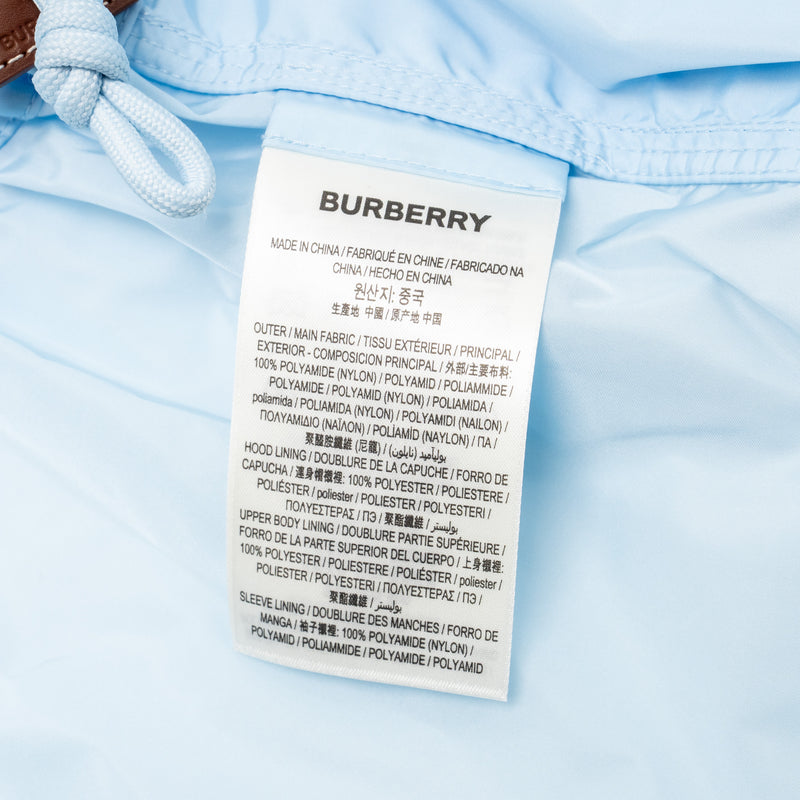 BUR
BURBERRY
MADE IN CHINA / FABRIQUÉ EN CHINE / FABRICADO NA
CHINA / HECHO EN CHINA
원산지: 중국
生產地 中國 / 原产地 中国
OUTER / MAIN FABRIC / TISSU EXTÉRIEUR / PRINCIPAL /
EXTERIOR - COMPOSICION PRINCIPAL / 外部/主要布料:
100% POLYAMIDE (NYLON) / POLYAMID / POLIAMMIDE /
POLYAMIDE / POLYAMID (NYLON) / POLIAMIDA /
poliamida / POLIAMIDA (NYLON) / POLYAMIDI (NAILON) /
ΠΟΛΥΑΜΙΔΙΟ (ΝΑΪΛΟΝ) / POLİAMİD (NAYLON) / ПА /
聚醯胺纖維 (尼龍) / بوليآميد (نايلون)
HOOD LINING / DOUBLURE DE LA CAPUCHE / FORRO DE
CAPUCHA / 連身帽襯裡: 100% POLYESTER / POLIESTERE /
POLIÉSTER / poliester / POLIESTER / POLYESTERI /
ΠΟΛΥΕΣΤΕΡΑΣ / ПЭ / 聚酯纖維 / بوليستر
UPPER BODY LINING / DOUBLURE PARTIE SUPÉRIEURE /
FORRO DE LA PARTE SUPERIOR DEL CUERPO / 上身襯裡:
100% POLYESTER / POLIESTERE / POLIÉSTER / poliester /
POLIESTER / POLYESTERI / ΠΟΛΥΕΣΤΕΡΑΣ / ПЭ /
聚酯纖維 / بوليستر
SLEEVE LINING / DOUBLURE DES MANCHES / FORRO DE
MANGA / 袖子襯裡: 100% POLYAMIDE (NYLON) /
POLYAMID / POLIAMMIDE / POLYAMIDE / POLYAMID